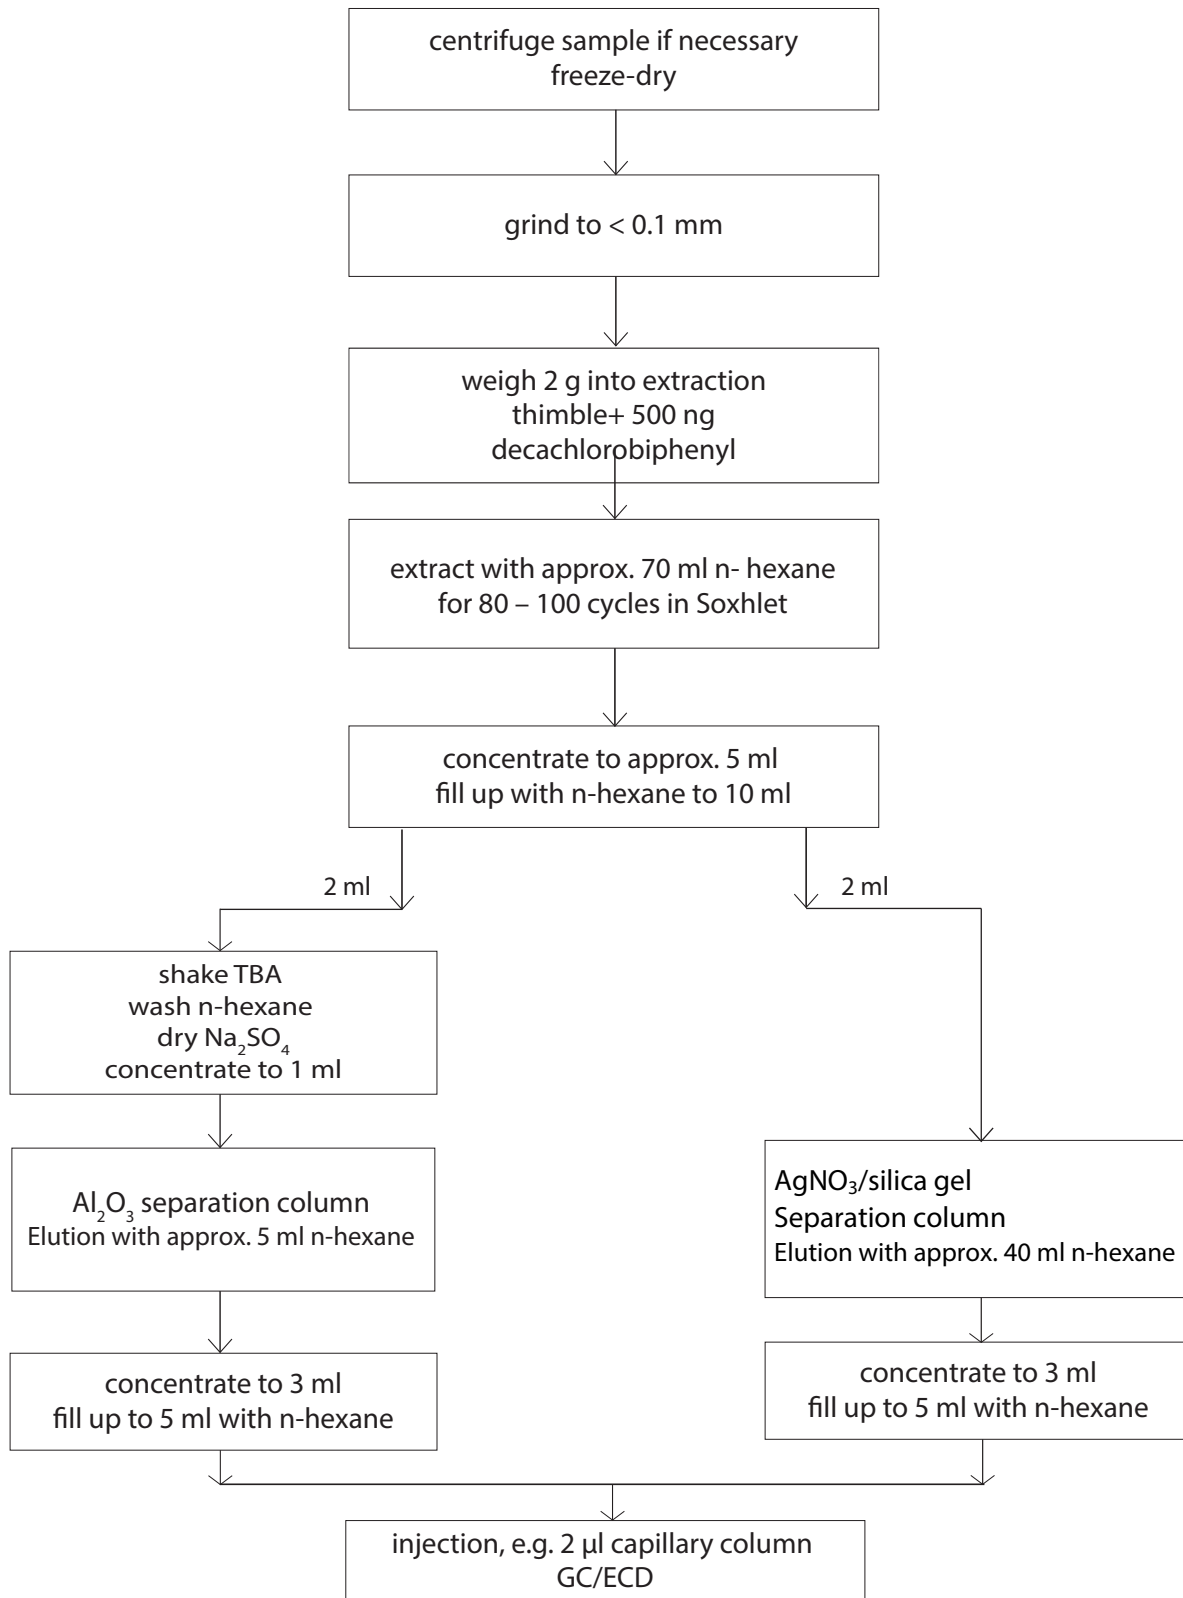 centrifuge sample if necessary
freeze-dry
grind to < 0.1 mm
weigh 2 g into extraction
thimble+ 500 ng
decachlorobiphenyl
extract with approx. 70 ml n- hexane
for 80 – 100 cycles in Soxhlet
concentrate to approx. 5 ml
fill up with n-hexane to 10 ml
2 ml
2 ml
shake TBA
wash n-hexane
dry Na₂SO₄
concentrate to 1 ml
Al₂O₃ separation column
Elution with approx. 5 ml n-hexane
AgNO₃/silica gel
Separation column
Elution with approx. 40 ml n-hexane
concentrate to 3 ml
fill up to 5 ml with n-hexane
concentrate to 3 ml
fill up to 5 ml with n-hexane
injection, e.g. 2 µl capillary column
GC/ECD